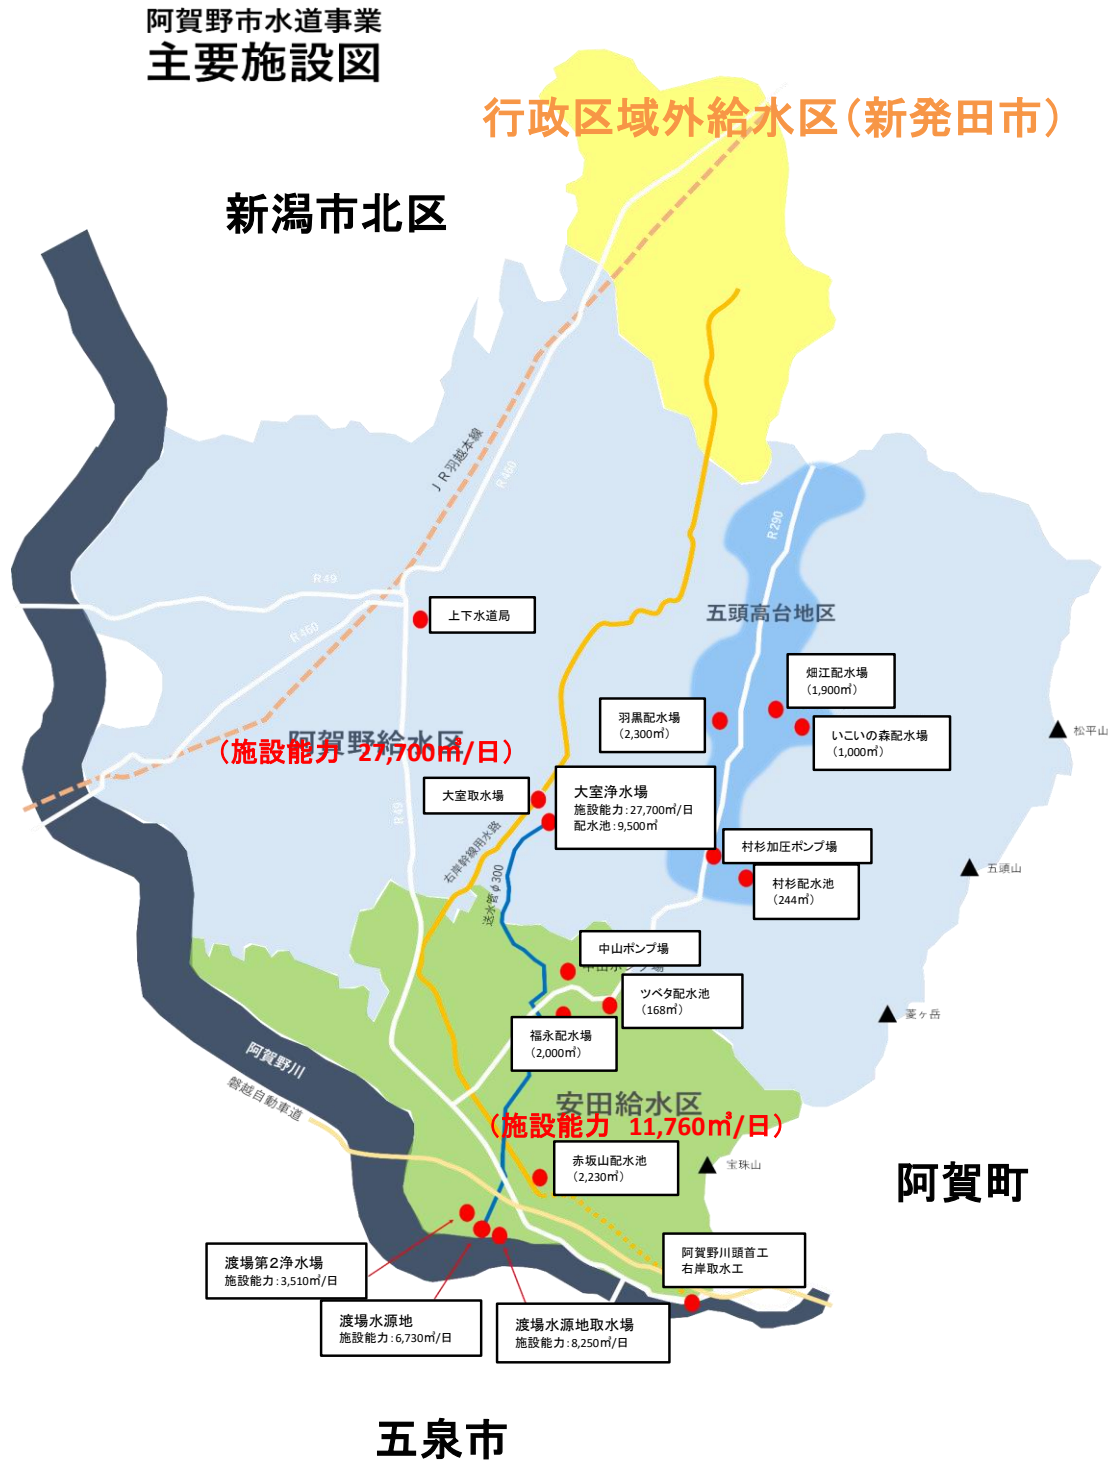 阿賀野市水道事業
主要施設図
行政区域外給水区（新発田市）
新潟市北区
ＪＲ羽越本線
R460
R290
R49
R460
上下水道局
五頭高台地区
畑江配水場
（1,900㎥）
羽黒配水場
（2,300㎥）
いこいの森配水場
（1,000㎥）
松平山
阿賀野給水区
（施設能力 27,700㎥/日）
大室取水場
大室浄水場
施設能力：27,700㎥/日
配水池：9,500㎥
R49
右岸幹線用水路
送水管φ300
村杉加圧ポンプ場
村杉配水池
（244㎥）
五頭山
中山ポンプ場
中山ポンプ場
ツベタ配水池
（168㎥）
菱ヶ岳
福永配水場
（2,000㎥）
阿賀野川
磐越自動車道
安田給水区
（施設能力 11,760㎥/日）
赤坂山配水池
（2,230㎥）
宝珠山
阿賀町
渡場第２浄水場
施設能力：3,510㎥/日
阿賀野川頭首工
右岸取水工
渡場水源地
施設能力：6,730㎥/日
渡場水源地取水場
施設能力：8,250㎥/日
五泉市